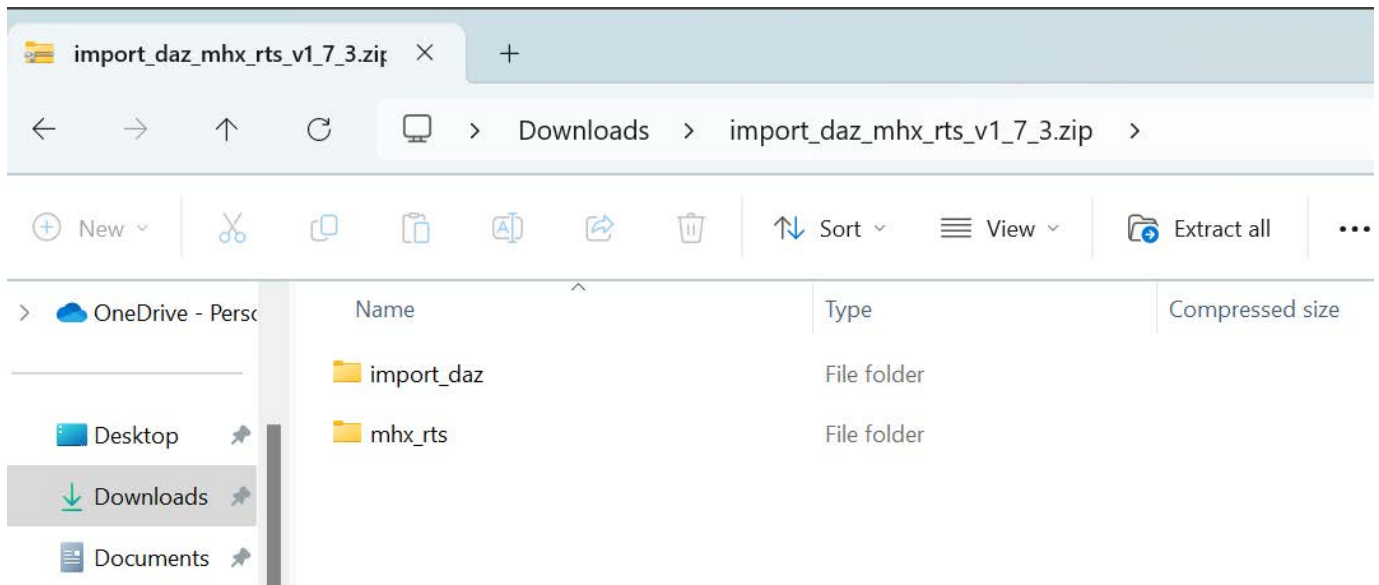 import_daz_mhx_rts_v1_7_3.zip
Downloads > import_daz_mhx_rts_v1_7_3.zip >
New Sort View Extract all
OneDrive - Perso
Name Type Compressed size
import_daz File folder
Desktop
mhx_rts File folder
Downloads
Documents